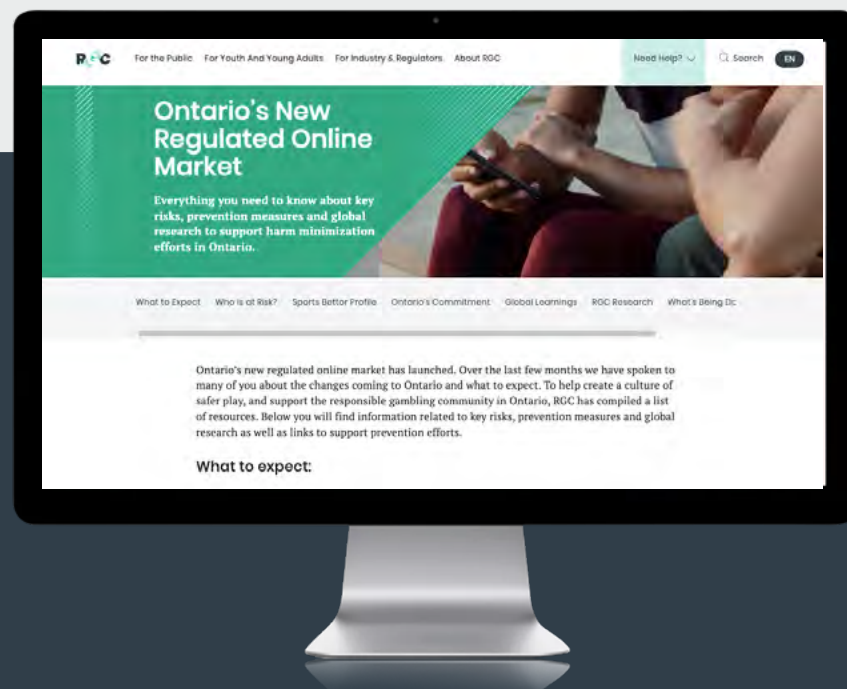 RGC For the Public For Youth And Young Adults For Industry & Regulators About RGC Need Help? Search EN
Ontario's New
Regulated Online
Market
Everything you need to know about key
risks, prevention measures and global
research to support harm minimization
efforts in Ontario.
What to Expect Who is at Risk? Sports Bettor Profile Ontario's Commitment Global Learnings RGC Research What's Being Dc
Ontario's new regulated online market has launched. Over the last few months we have spoken to
many of you about the changes coming to Ontario and what to expect. To help create a culture of
safer play, and support the responsible gambling community in Ontario, RGC has compiled a list
of resources. Below you will find information related to key risks, prevention measures and global
research as well as links to support prevention efforts.
What to expect: